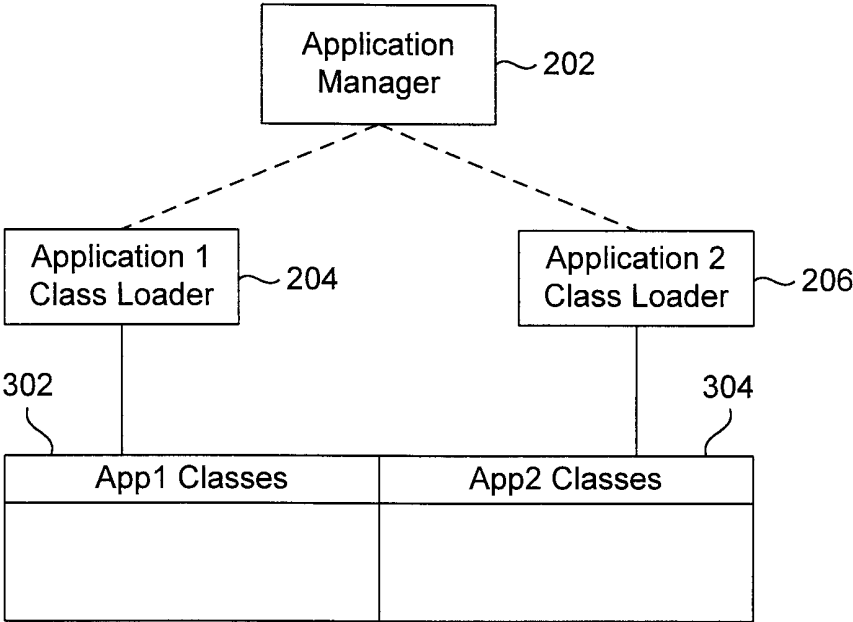 Application
Manager
202
Application 1
Class Loader
204
Application 2
Class Loader
206
302
304
App1 Classes
App2 Classes